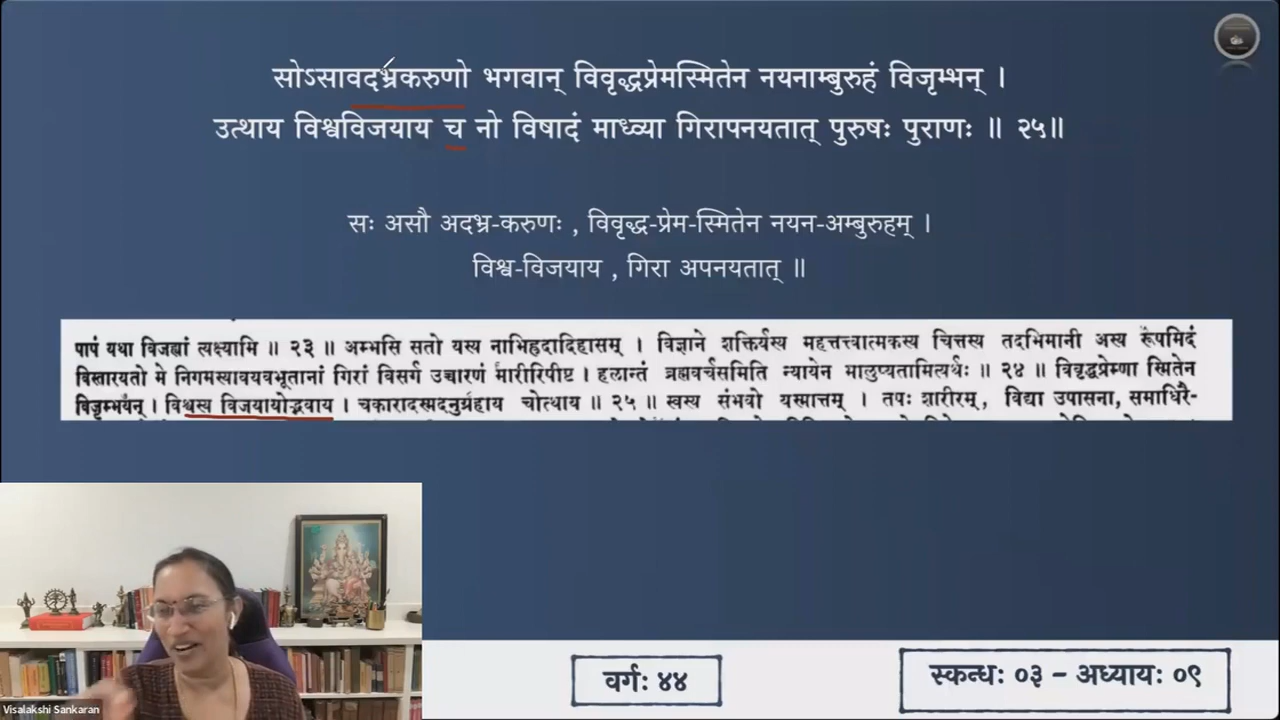 सोऽसावदभ्रकरुणो भगवान् विवृद्धप्रेमस्मितेन नयनाम्बुरुहं विजृम्भन् ।
उत्थाय विश्वविजयाय च नो विषादं माध्व्या गिरापनयतात् पुरुषः पुराणः ॥ २५॥
सः असौ अदभ्र-करुणः , विवृद्ध-प्रेम-स्मितेन नयन-अम्बुरुहम् ।
विश्व-विजयाय , गिरा अपनयतात् ॥
पापं यथा विजह्यां त्यक्ष्यामि ॥ २३ ॥ अम्भसि सतो यस्य नाभिह्रदादिहासम् । विज्ञाने शक्तिर्यस्य महत्तत्त्वात्मकस्य चित्तस्य तदभिमानी अस्य रूपमिदं
विस्तारयतो मे निगमस्यावयवभूतानां गिरां विसर्ग उच्चारणं मारीरिपीष्ट । हलान्तं ब्रह्मवर्चसमिति न्यायेन मालुप्यतामित्यर्थः ॥ २४ ॥ विवृद्धप्रेम्णा स्मितेन
विजृम्भयन् । विश्वस्य विजयायोद्भवाय । चकारादस्मदनुग्रहाय चोत्थाय ॥ २५ ॥ स्वस्य संभवो यस्मात्तम् । तपः शारीरम्, विद्या उपासना, समाधिरै-
Visalakshi Sankaran
वर्गः ४४
स्कन्धः ०३ – अध्यायः ०९